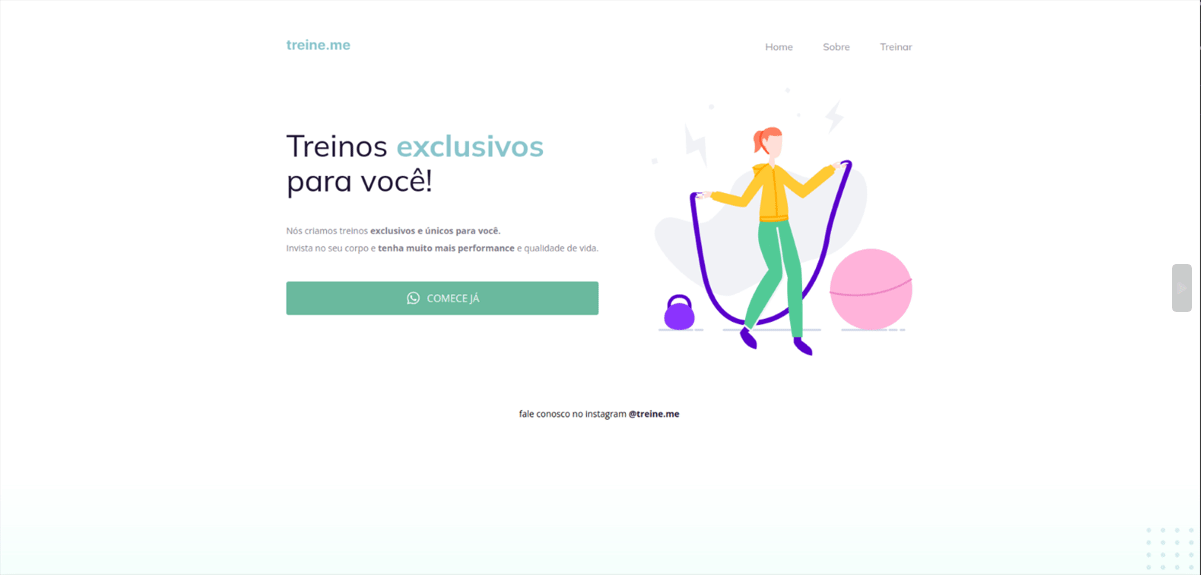 treine.me
Home Sobre Treinar
Treinos exclusivos
para você!
Nós criamos treinos exclusivos e únicos para você.
Invista no seu corpo e tenha muito mais performance e qualidade de vida.
COMECE JÁ
fale conosco no instagram @treine.me